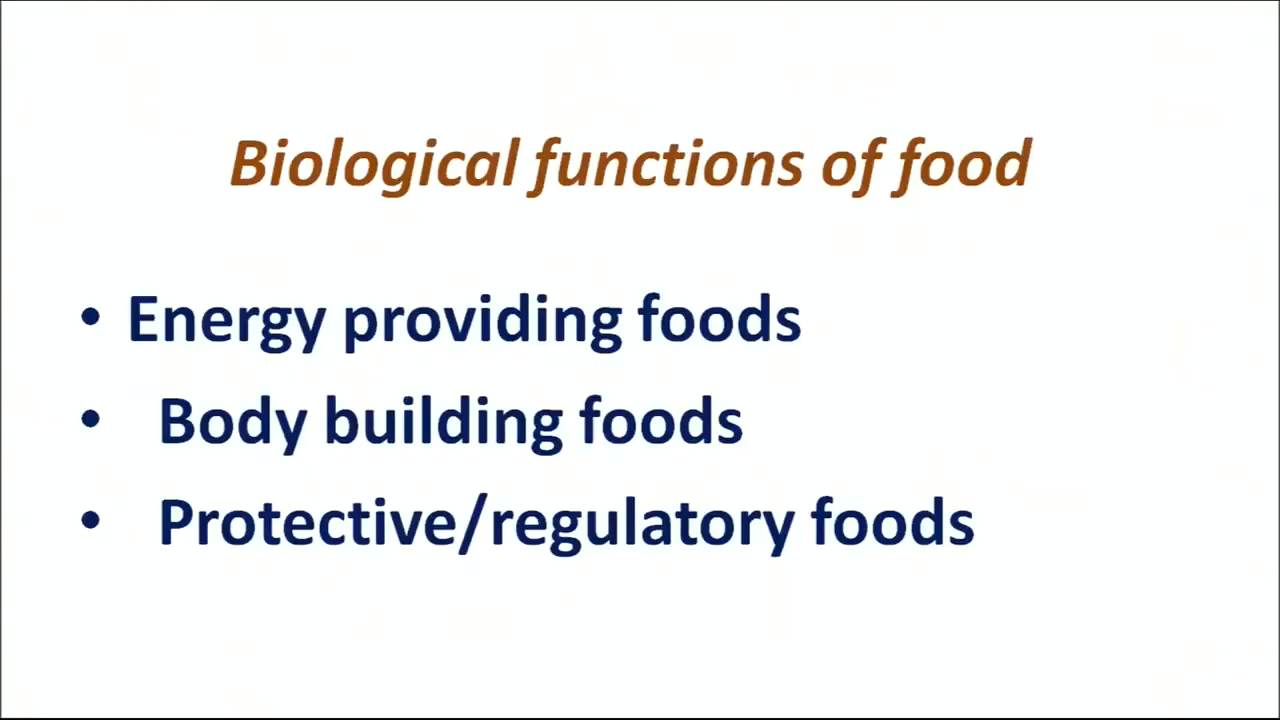 Biological functions of food
• Energy providing foods
• Body building foods
• Protective/regulatory foods